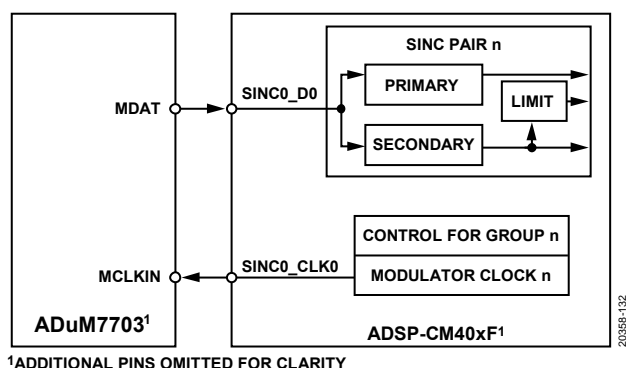 SINC PAIR n
SINC0_D0
PRIMARY
MDAT
LIMIT
SECONDARY
CONTROL FOR GROUP n
SINC0_CLK0
MCLKIN
MODULATOR CLOCK n
ADuM7703¹
ADSP-CM40xF¹
20358-132
¹ADDITIONAL PINS OMITTED FOR CLARITY